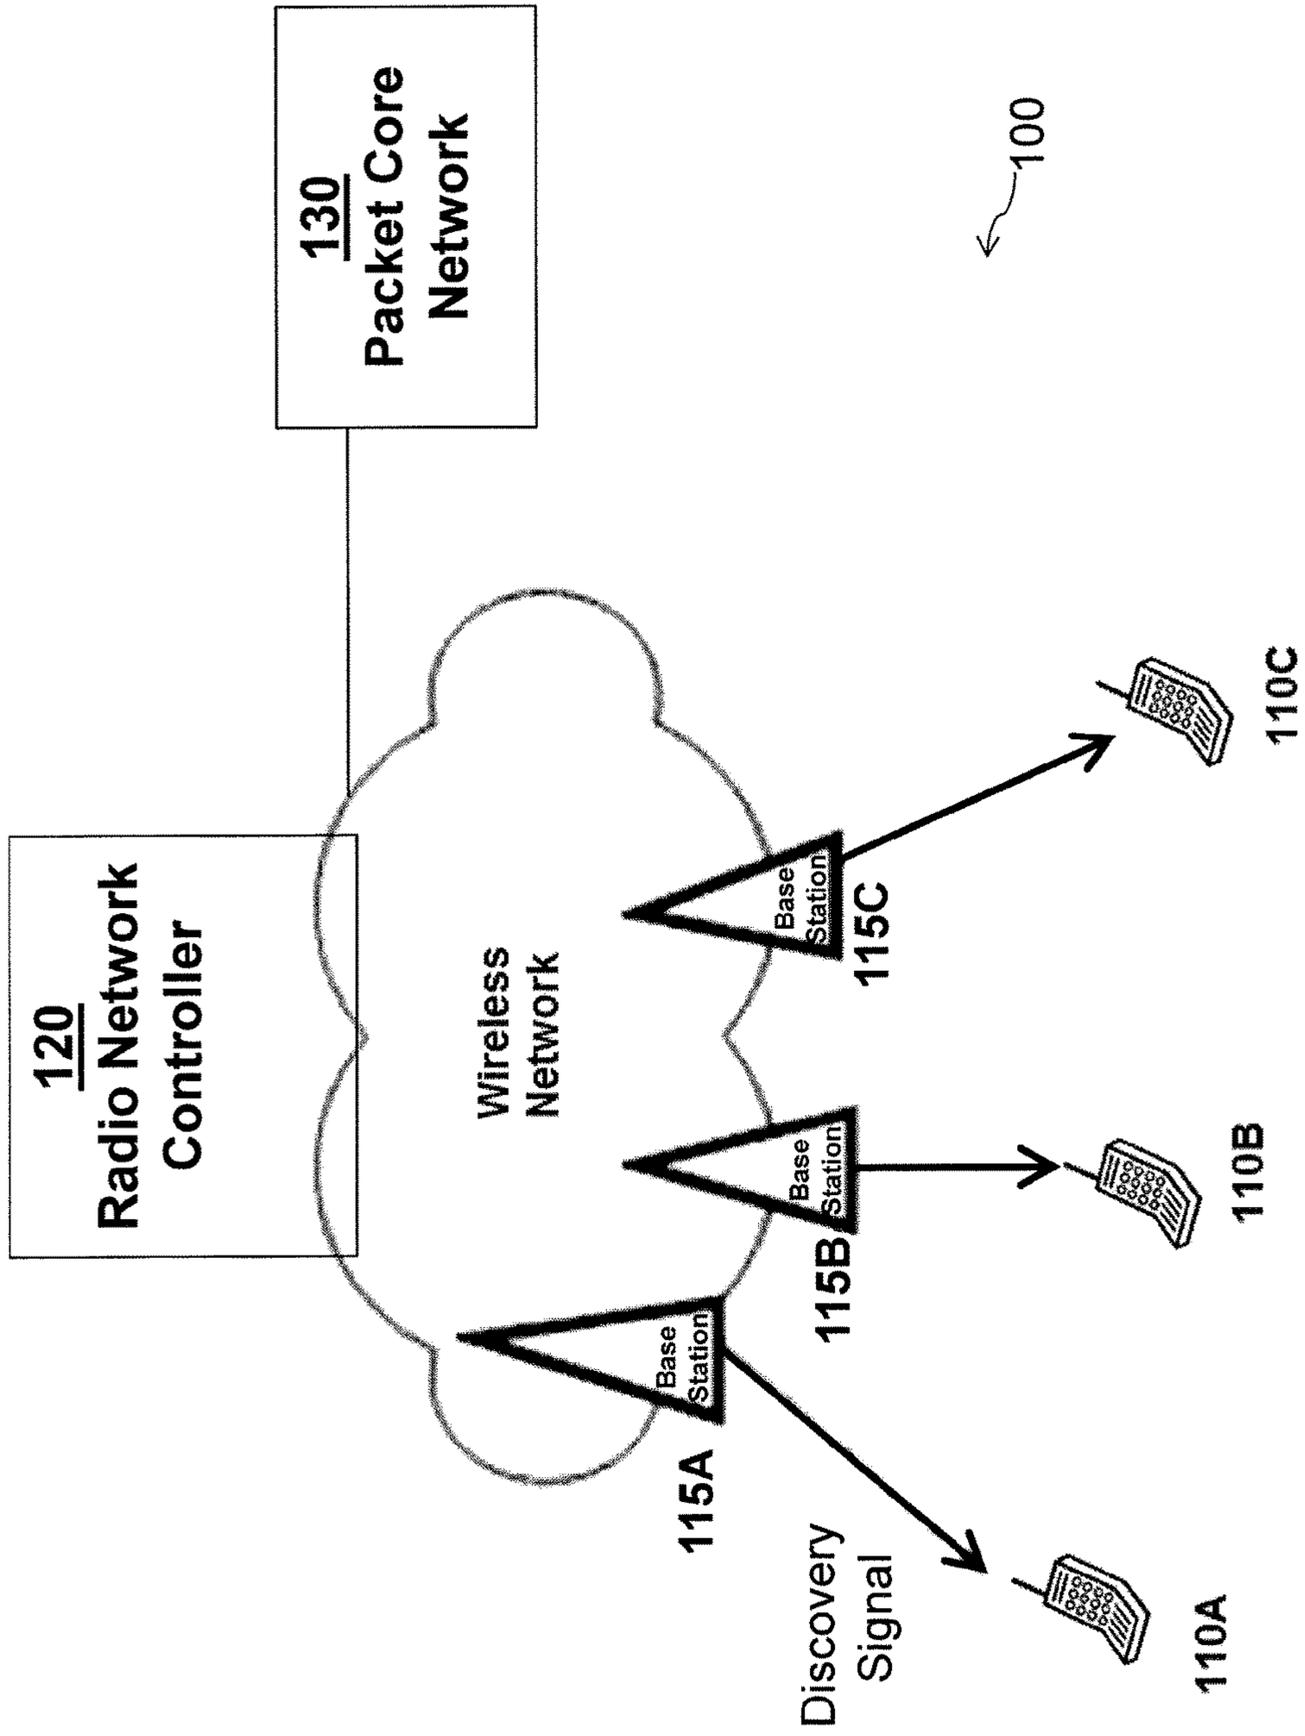 120
Radio Network
Controller
130
Packet Core
Network
Wireless
Network
115A
Base
Station
115B
Base
Station
115C
Base
Station
Discovery
Signal
110A
110B
110C
100